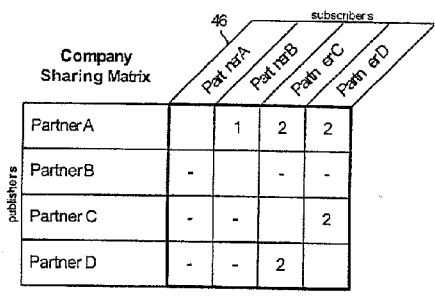 46
subscribers
Company
Sharing Matrix
PartnerA
PartnerB
PartnerC
PartnerD
publishers
PartnerA 1 2 2
PartnerB - - -
Partner C - - 2
Partner D - - 2